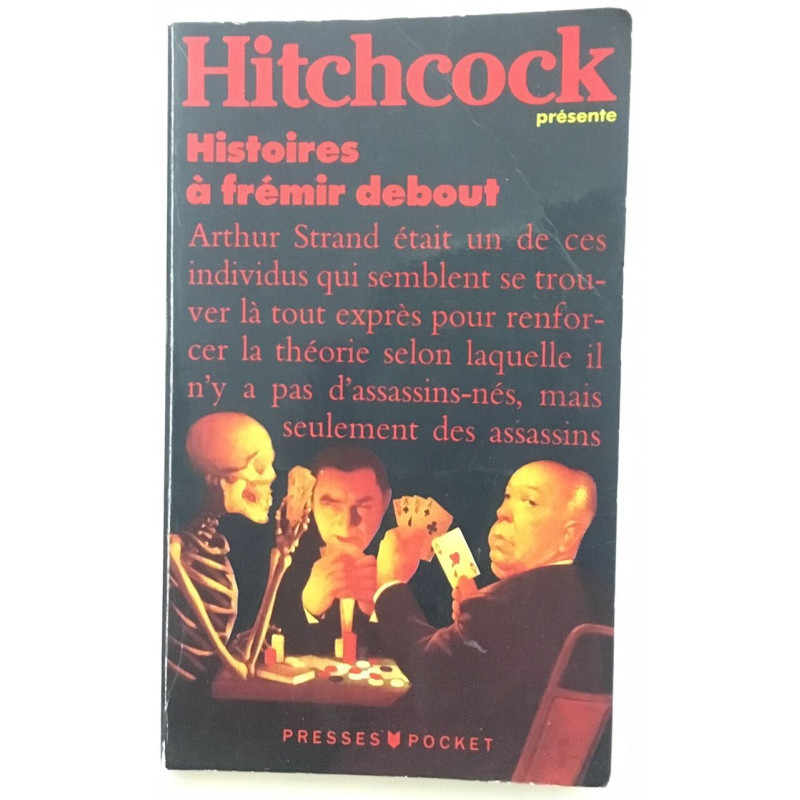 Hitchcock
présente
Histoires
à frémir debout
Arthur Strand était un de ces
individus qui semblent se trou-
ver là tout exprès pour renfor-
cer la théorie selon laquelle il
n'y a pas d'assassins-nés, mais
seulement des assassins
PRESSES POCKET